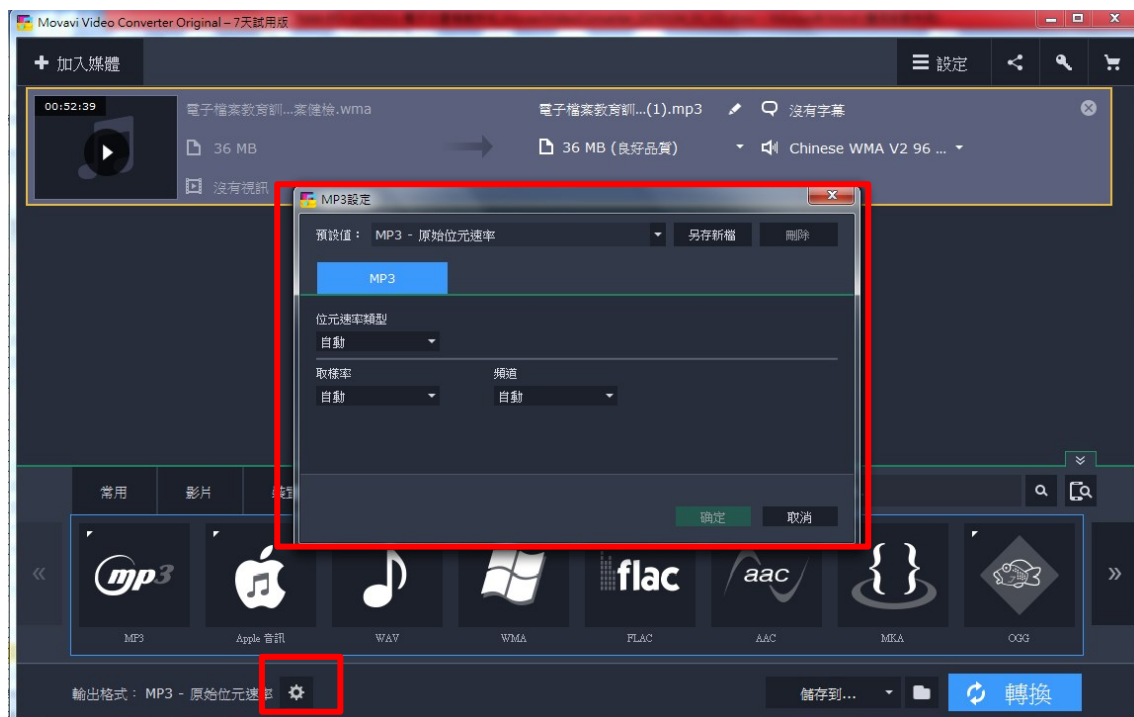 Movavi Video Converter Original – 7天試用版
加入媒體
設定
00:52:39
電子檔案教育訓...案健檢.wma
電子檔案教育訓...(1).mp3
沒有字幕
36 MB
36 MB (良好品質)
Chinese WMA V2 96 ...
沒有視訊
MP3設定
預設值： MP3 - 原始位元速率
另存新檔
刪除
MP3
位元速率類型
自動
取樣率
頻道
自動
自動
确定
取消
常用
影片
mp3
flac
aac
MP3
Apple 音訊
WAV
WMA
FLAC
AAC
MKA
OGG
輸出格式： MP3 - 原始位元速率
儲存到...
轉換